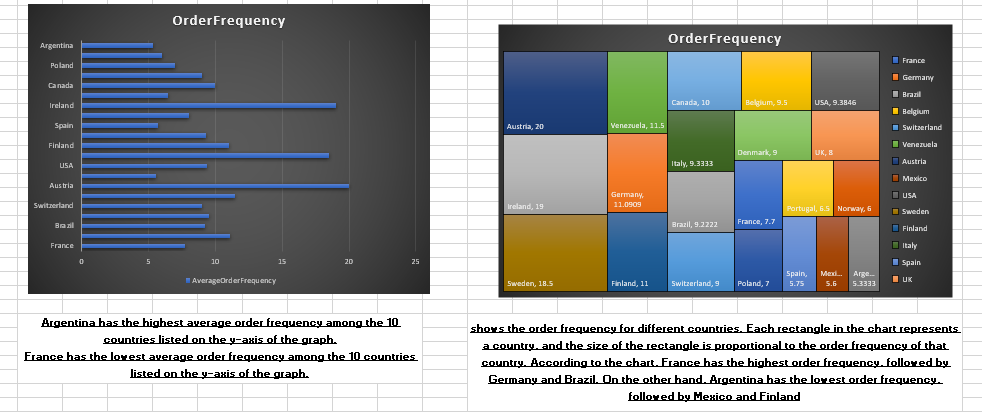 OrderFrequency
Argentina
Poland
Canada
Ireland
Spain
Finland
USA
Austria
Switzerland
Brazil
France
0 5 10 15 20 25
AverageOrderFrequency
Argentina has the highest average order frequency among the 10
countries listed on the y-axis of the graph.
France has the lowest average order frequency among the 10 countries
listed on the y-axis of the graph.
OrderFrequency
Austria, 20
Venezuela, 11.5
Canada, 10
Belgium, 9.5
USA, 9.3846
Ireland, 19
Germany,
11.0909
Italy, 9.3333
Denmark, 9
UK, 8
Brazil, 9.2222
France, 7.7
Portugal, 6.5
Norway, 6
Sweden, 18.5
Finland, 11
Switzerland, 9
Poland, 7
Spain,
5.75
Mexi...
5.6
Arge...
5.3333
France
Germany
Brazil
Belgium
Switzerland
Venezuela
Austria
Mexico
USA
Sweden
Finland
Italy
Spain
UK
shows the order frequency for different countries. Each rectangle in the chart represents
a country, and the size of the rectangle is proportional to the order frequency of that
country. According to the chart, France has the highest order frequency, followed by
Germany and Brazil. On the other hand, Argentina has the lowest order frequency,
followed by Mexico and Finland